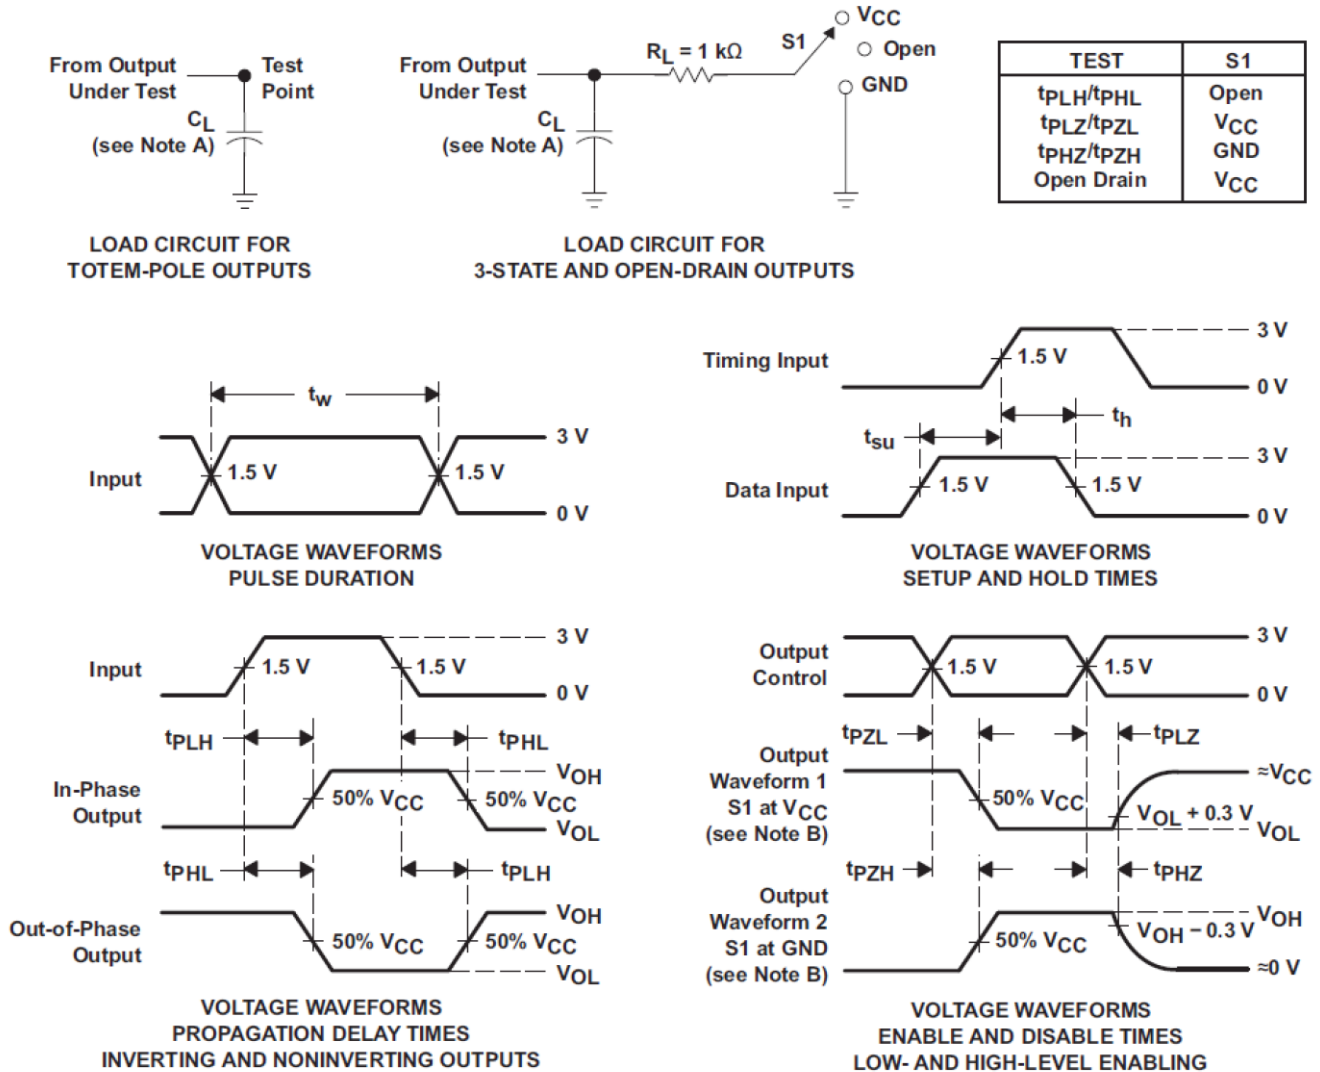 From Output
Under Test
Test
Point
CL
(see Note A)
LOAD CIRCUIT FOR
TOTEM-POLE OUTPUTS
From Output
Under Test
RL = 1 kΩ
S1
VCC
Open
GND
CL
(see Note A)
LOAD CIRCUIT FOR
3-STATE AND OPEN-DRAIN OUTPUTS
TEST S1
tPLH/tPHL Open
tPLZ/tPZL VCC
tPHZ/tPZH GND
Open Drain VCC
tw
Input
3 V
1.5 V 1.5 V
0 V
VOLTAGE WAVEFORMS
PULSE DURATION
Timing Input
3 V
1.5 V
0 V
th
tsu
Data Input
3 V
1.5 V 1.5 V
0 V
VOLTAGE WAVEFORMS
SETUP AND HOLD TIMES
Input
3 V
1.5 V 1.5 V
0 V
tPLH tPHL
In-Phase
Output
VOH
50% VCC 50% VCC
VOL
tPHL tPLH
Out-of-Phase
Output
VOH
50% VCC 50% VCC
VOL
VOLTAGE WAVEFORMS
PROPAGATION DELAY TIMES
INVERTING AND NONINVERTING OUTPUTS
Output
Control
3 V
1.5 V 1.5 V
0 V
tPZL tPLZ
Output
Waveform 1
S1 at VCC
(see Note B)
≈VCC
50% VCC
VOL + 0.3 V
VOL
tPZH tPHZ
Output
Waveform 2
S1 at GND
(see Note B)
VOH
50% VCC
VOH − 0.3 V
≈0 V
VOLTAGE WAVEFORMS
ENABLE AND DISABLE TIMES
LOW- AND HIGH-LEVEL ENABLING